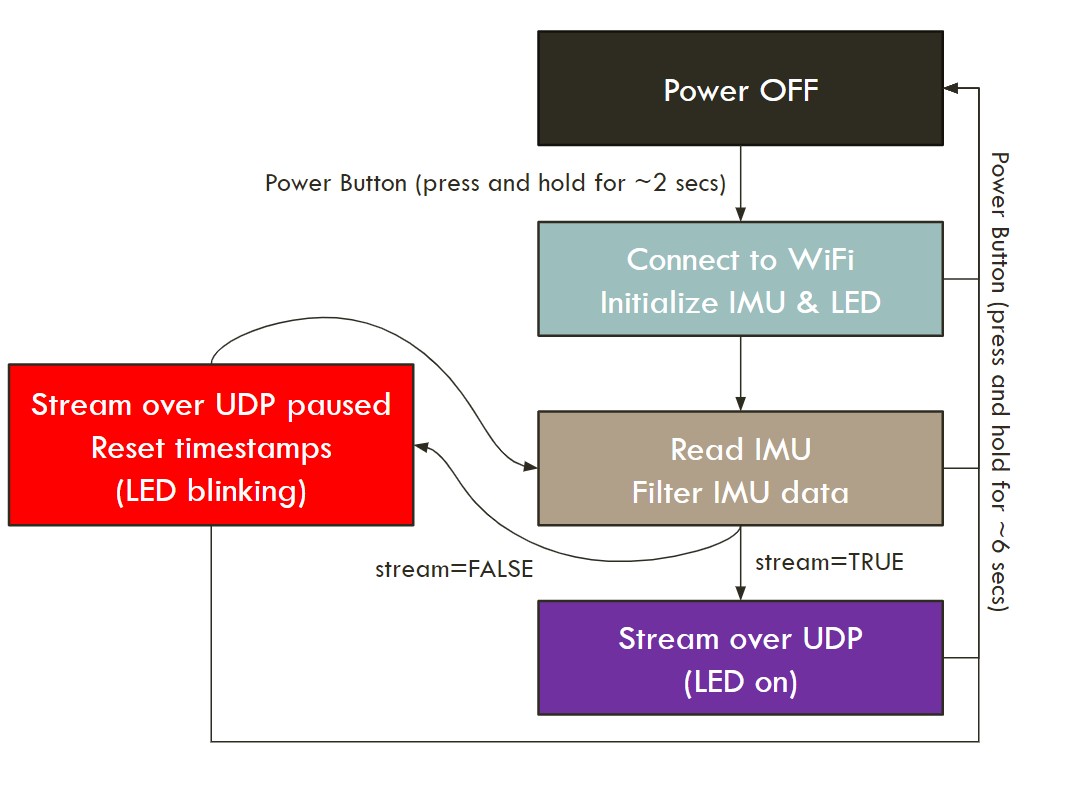 Power OFF
Power Button (press and hold for ~2 secs)
Connect to WiFi
Initialize IMU & LED
Power Button (press and hold for ~6 secs)
Stream over UDP paused
Reset timestamps
(LED blinking)
Read IMU
Filter IMU data
stream=FALSE
stream=TRUE
Stream over UDP
(LED on)